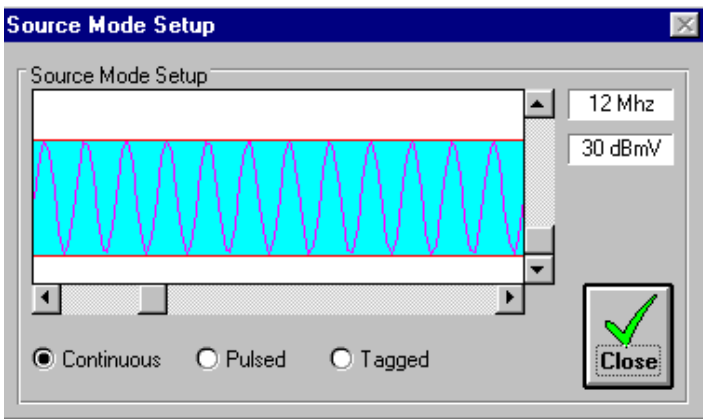 Source Mode Setup
Source Mode Setup
12 Mhz
30 dBmV
Continuous
Pulsed
Tagged
Close